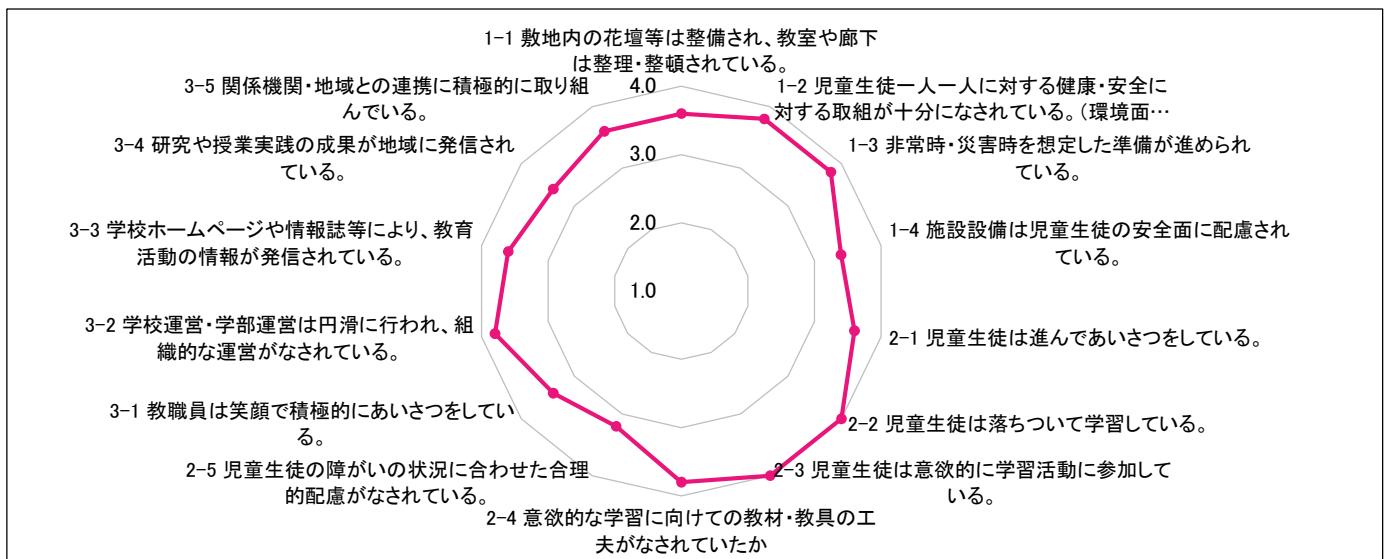 1-1 敷地内の花壇等は整備され、教室や廊下
は整理・整頓されている。
1-2 児童生徒一人一人に対する健康・安全に
対する取組が十分になされている。（環境面…
1-3 非常時・災害時を想定した準備が進められ
ている。
1-4 施設設備は児童生徒の安全面に配慮され
ている。
2-1 児童生徒は進んであいさつをしている。
2-2 児童生徒は落ちついて学習している。
2-3 児童生徒は意欲的に学習活動に参加して
いる。
2-4 意欲的な学習に向けての教材・教具の工
夫がなされていたか
2-5 児童生徒の障がいの状況に合わせた合理
的配慮がなされている。
3-1 教職員は笑顔で積極的にあいさつをしてい
る。
3-2 学校運営・学部運営は円滑に行われ、組
織的な運営がなされている。
3-3 学校ホームページや情報誌等により、教育
活動の情報が発信されている。
3-4 研究や授業実践の成果が地域に発信され
ている。
3-5 関係機関・地域との連携に積極的に取り組
んでいる。
4.0
3.0
2.0
1.0